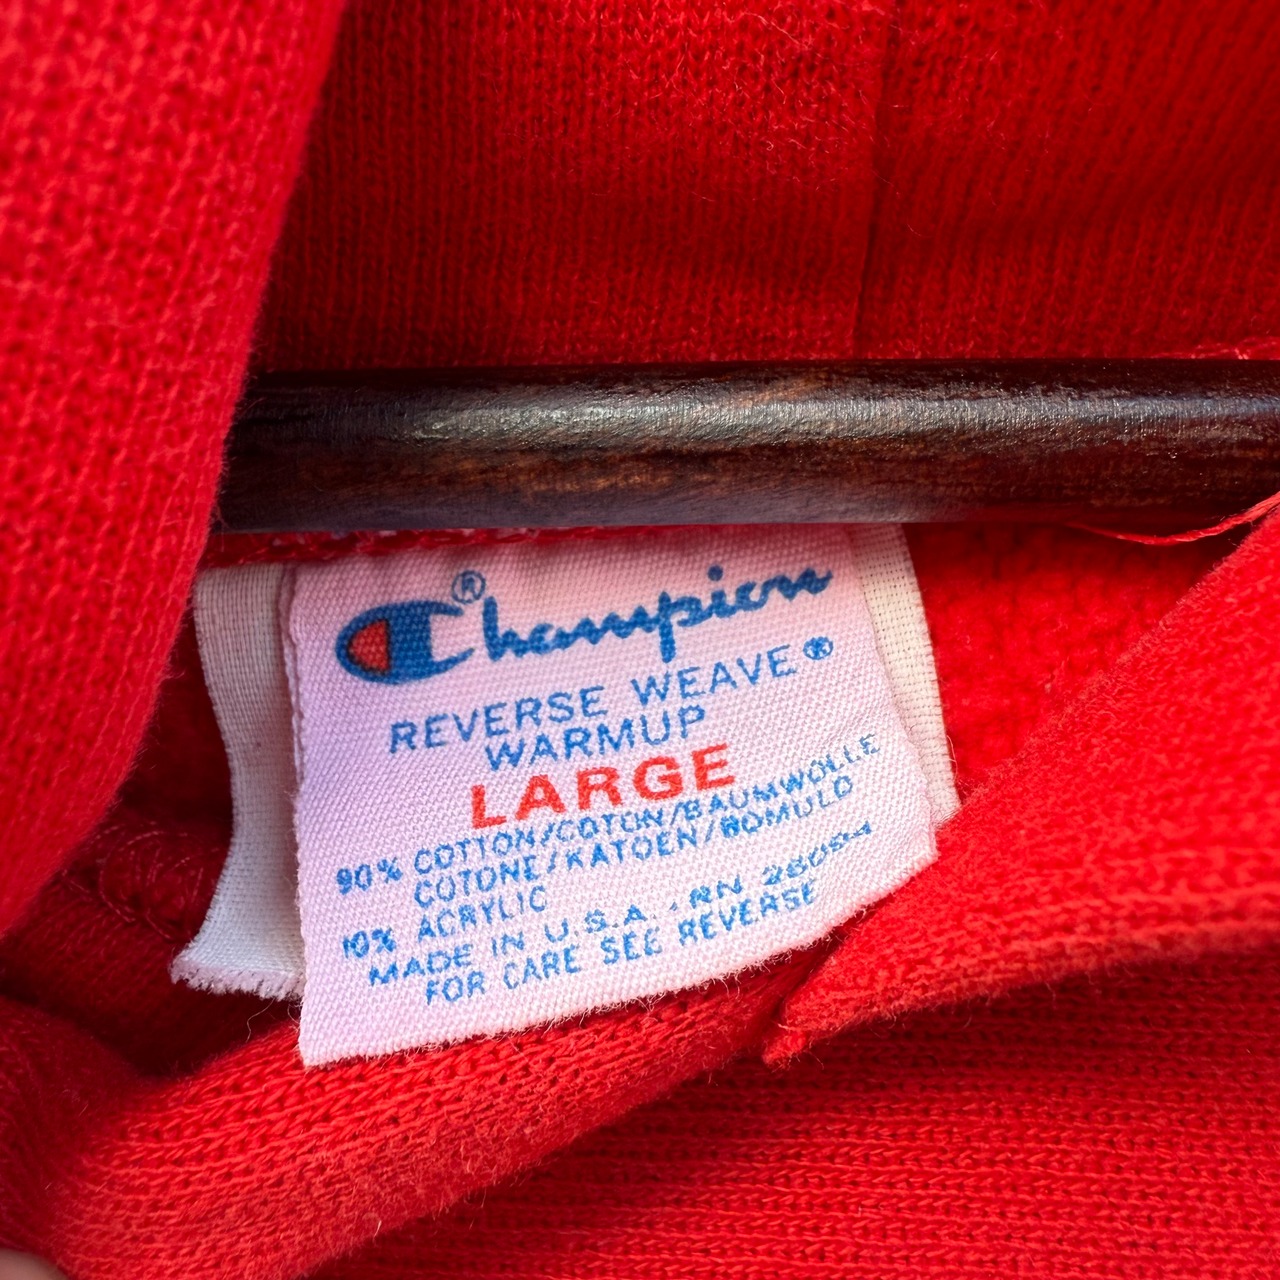 Champion®
REVERSE WEAVE®
WARMUP
LARGE
90% COTTON/COTON/BAUMWOLLE
COTONE/KATOEN/ROMULD
ACRYLIC
10% MADE IN U.S.A. RN 26094
FOR CARE SEE REVERSE